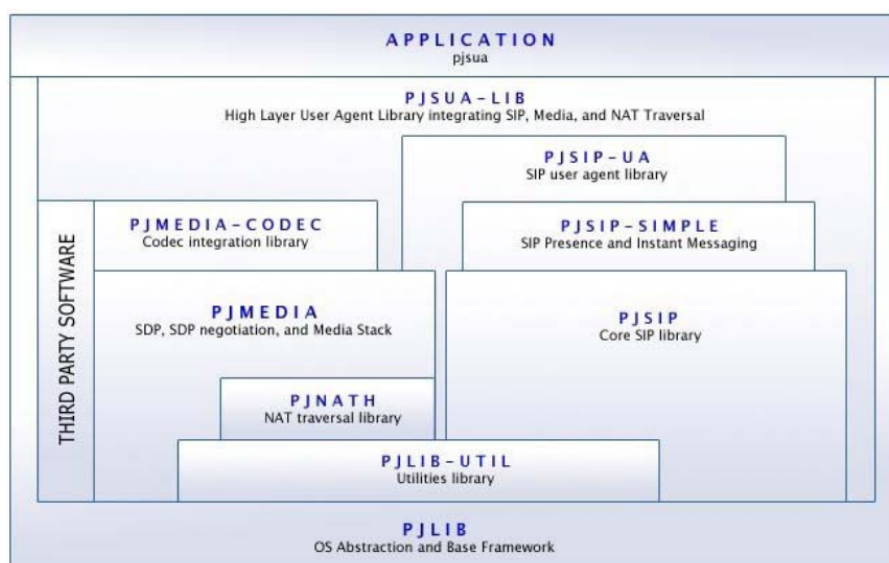 APPLICATION
pjsua
PJSUA-LIB
High Layer User Agent Library integrating SIP, Media, and NAT Traversal
PJSIP-UA
SIP user agent library
PJMEDIA-CODEC
Codec integration library
PJSIP-SIMPLE
SIP Presence and Instant Messaging
THIRD PARTY SOFTWARE
PJMEDIA
SDP, SDP negotiation, and Media Stack
PJSIP
Core SIP library
PJNATH
NAT traversal library
PJLIB-UTIL
Utilities library
PJLIB
OS Abstraction and Base Framework